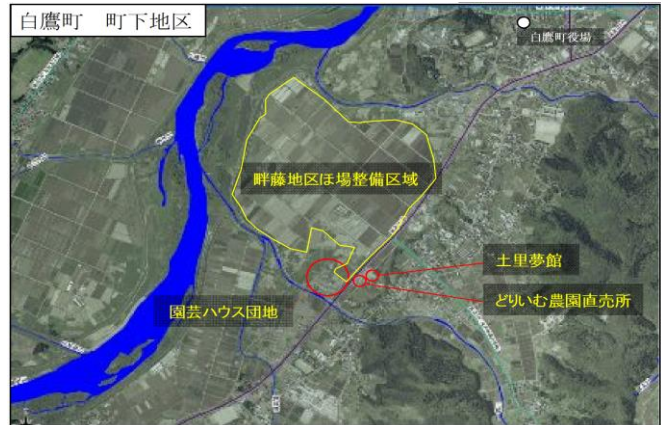 白鷹町 町下地区
白鷹町役場
畔藤地区ほ場整備区域
土里夢館
どりいむ農園直売所
園芸ハウス団地